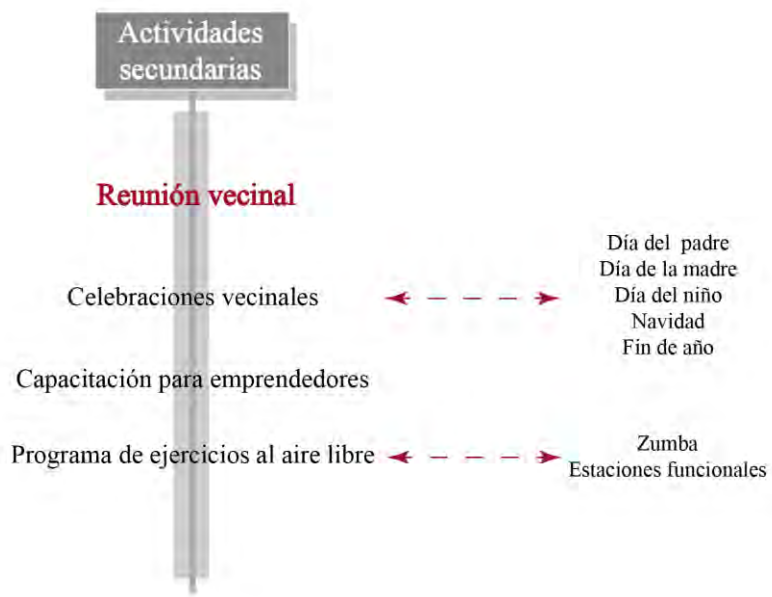 Actividades
secundarias
Reunión vecinal
Celebraciones vecinales
Día del padre
Día de la madre
Día del niño
Navidad
Fin de año
Capacitación para emprendedores
Programa de ejercicios al aire libre
Zumba
Estaciones funcionales